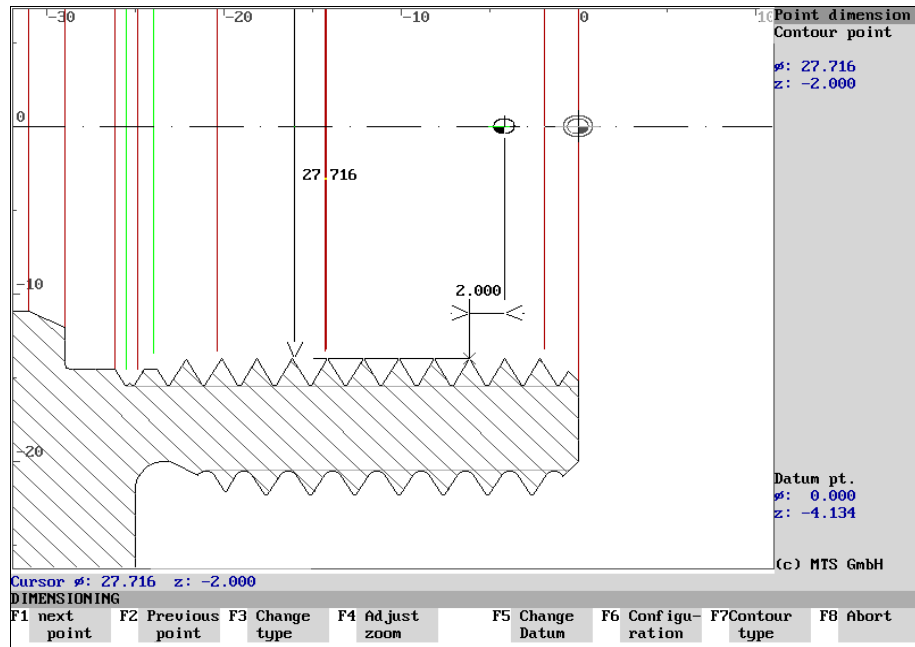 -30 -20 -10 0 10
Point dimension
Contour point
ø: 27.716
z: -2.000
0
27.716
-10
2.000
-20
Datum pt.
ø: 0.000
z: -4.134
(c) MTS GmbH
Cursor ø: 27.716 z: -2.000
DIMENSIONING
F1 next point F2 Previous point F3 Change type F4 Adjust zoom F5 Change Datum F6 Configu- ration F7 Contour type F8 Abort